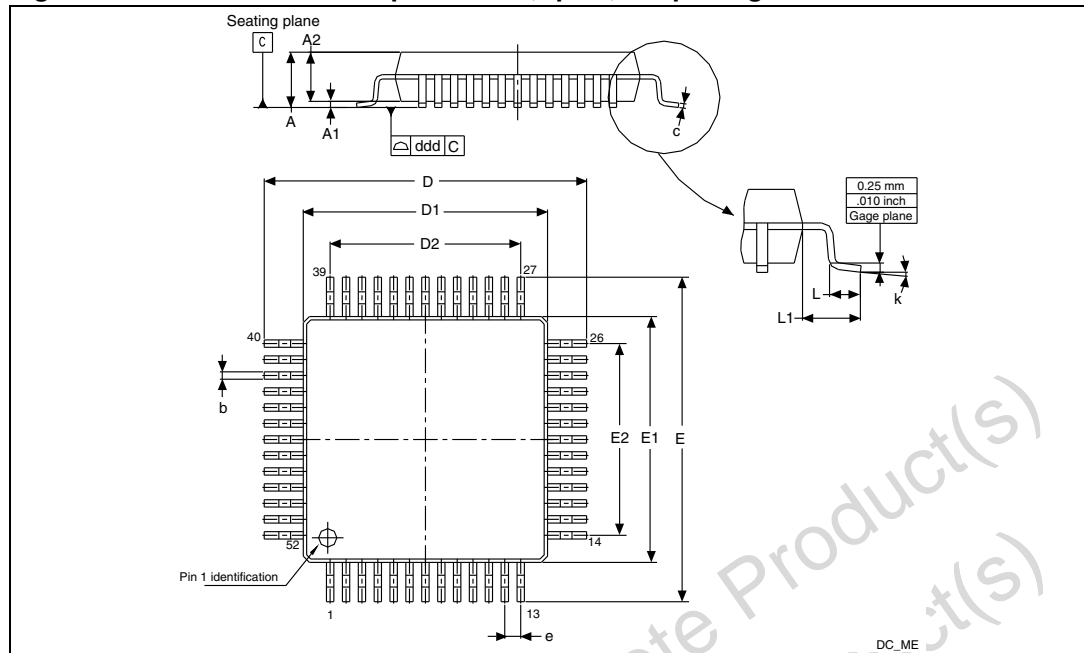 Seating plane
C
A2
A
A1
c
ddd C
D
D1
D2
0.25 mm
.010 inch
Gage plane
L
k
L1
39
27
40
26
b
E2
E1
E
52
14
Pin 1 identification
1
13
e
Product(s)
DC_ME